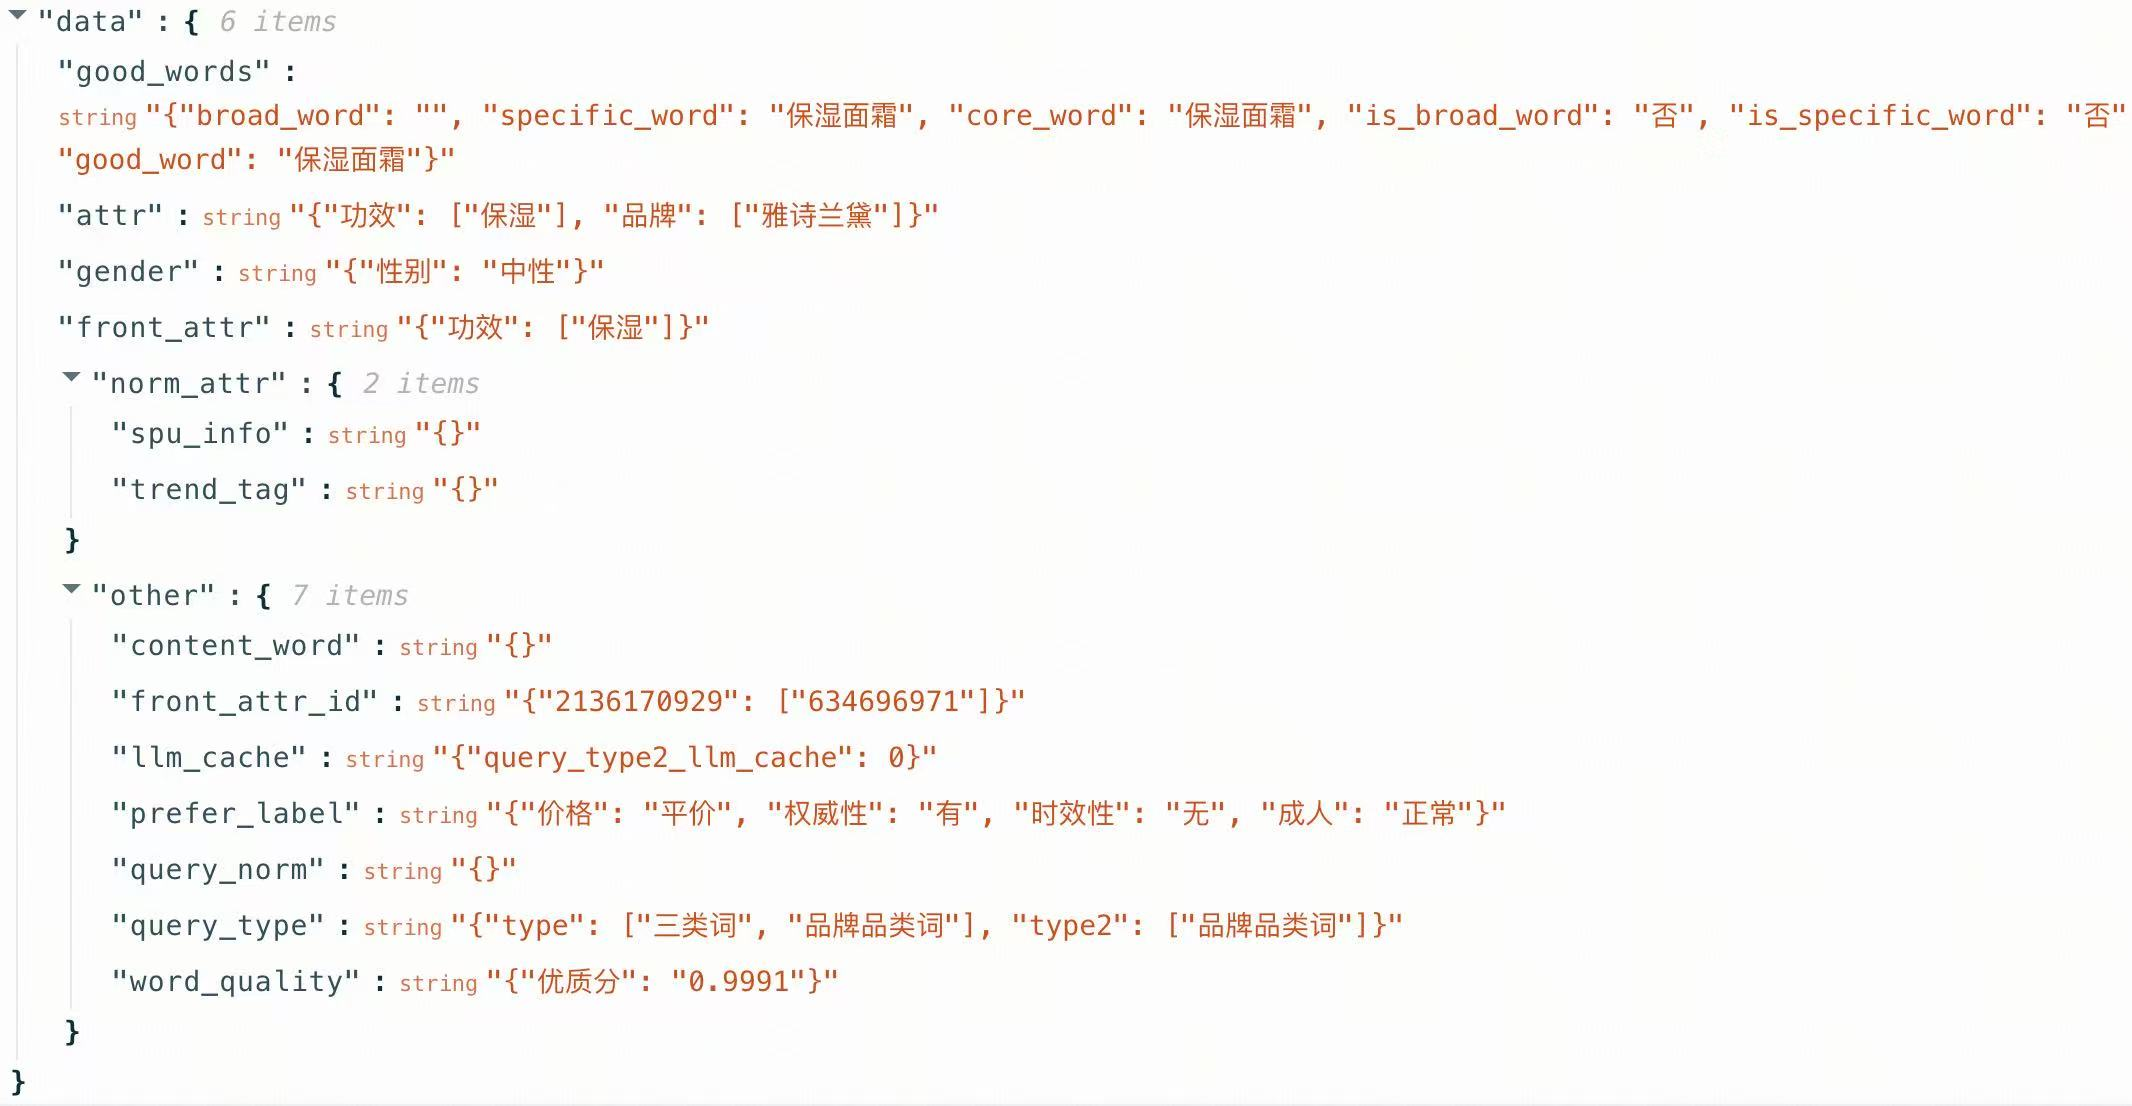 "data" : { 6 items
"good_words" :
string "{"broad_word": "", "specific_word": "保湿面霜", "core_word": "保湿面霜", "is_broad_word": "否", "is_specific_word": "否"
"good_word": "保湿面霜"}"
"attr" : string "{"功效": ["保湿"], "品牌": ["雅诗兰黛"]}"
"gender" : string "{"性别": "中性"}"
"front_attr" : string "{"功效": ["保湿"]}"
"norm_attr" : { 2 items
"spu_info" : string "{}"
"trend_tag" : string "{}"
}
"other" : { 7 items
"content_word" : string "{}"
"front_attr_id" : string "{"2136170929": ["634696971"]}"
"llm_cache" : string "{"query_type2_llm_cache": 0}"
"prefer_label" : string "{"价格": "平价", "权威性": "有", "时效性": "无", "成人": "正常"}"
"query_norm" : string "{}"
"query_type" : string "{"type": ["三类词", "品牌品类词"], "type2": ["品牌品类词"]}"
"word_quality" : string "{"优质分": "0.9991"}"
}
}